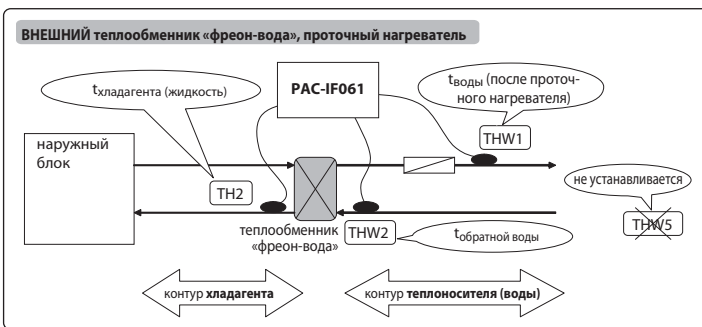 ВНЕШНИЙ теплообменник «фреон-вода», проточный нагреватель
tхладагента (жидкость)
PAC-IF061
tводы (после проточ-
ного нагревателя)
THW1
наружный
блок
не устанавливается
TH2
THW5
теплообменник
«фреон-вода»
THW2
tобратной воды
контур хладагента
контур теплоносителя (воды)